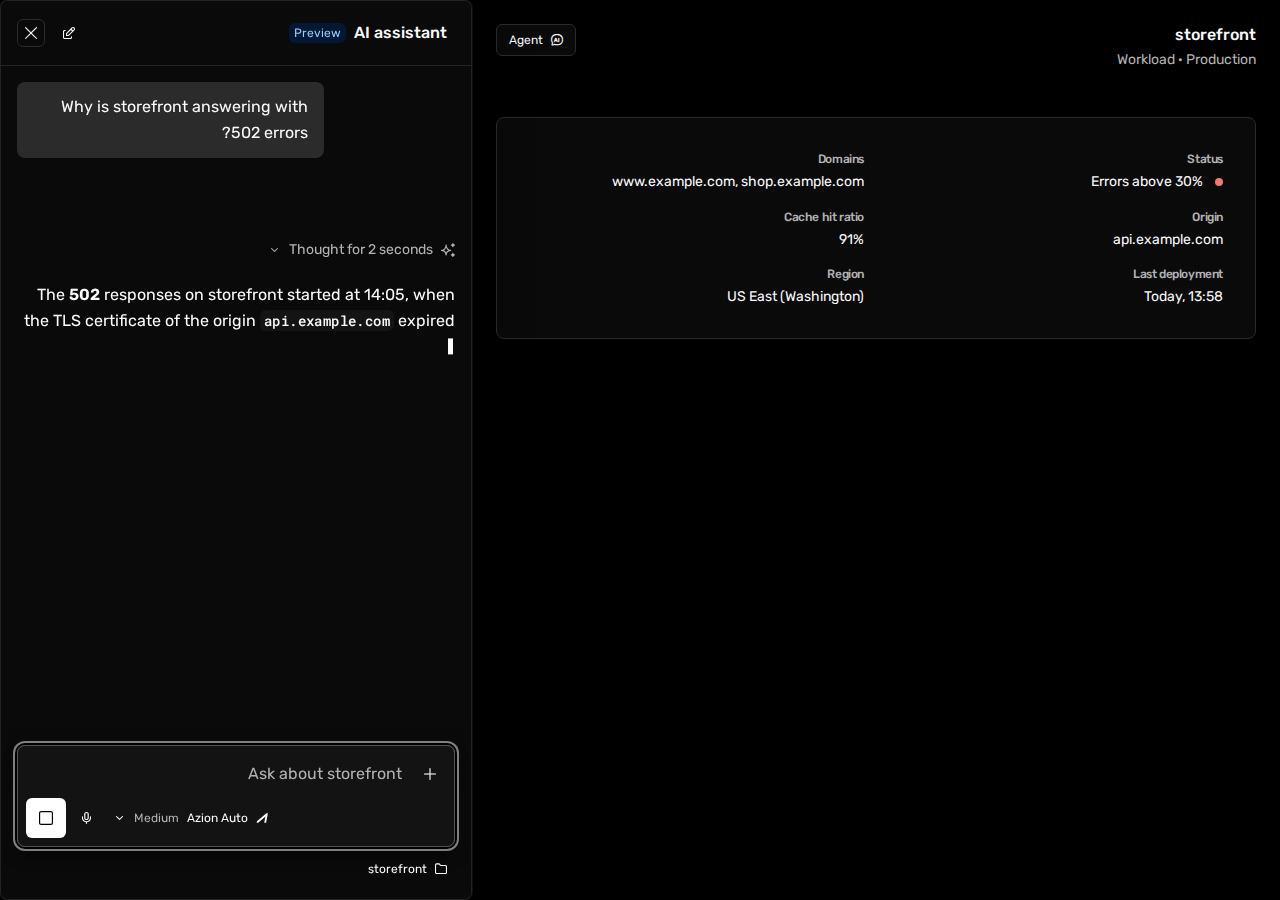 AI assistant
Preview
Why is storefront answering with
502 errors?
Thought for 2 seconds
The 502 responses on storefront started at 14:05, when
the TLS certificate of the origin api.example.com expired
Ask about storefront
Azion Auto
Medium
storefront
storefront
Workload • Production
Agent
AI
Status
Errors above 30%
Domains
www.example.com, shop.example.com
Origin
api.example.com
Cache hit ratio
91%
Last deployment
Today, 13:58
Region
US East (Washington)